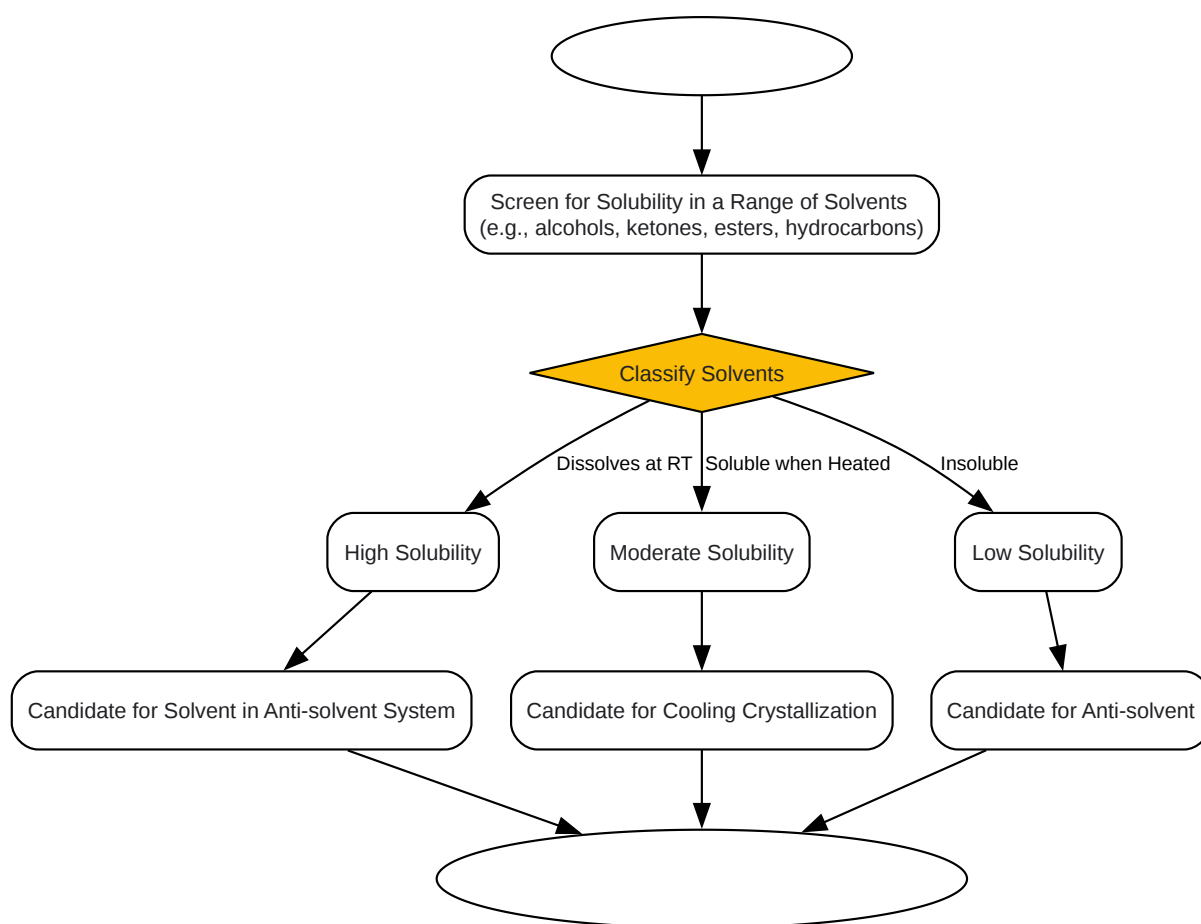 Screen for Solubility in a Range of Solvents
(e.g., alcohols, ketones, esters, hydrocarbons)
Classify Solvents
Dissolves at RT
Soluble when Heated
Insoluble
High Solubility
Moderate Solubility
Low Solubility
Candidate for Solvent in Anti-solvent System
Candidate for Cooling Crystallization
Candidate for Anti-solvent